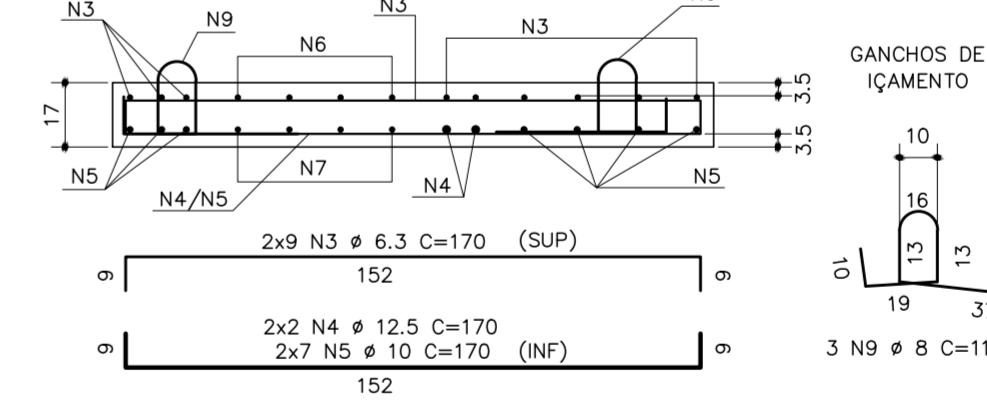 N3
N9
N3
N6
N3
17
3.5
3.5
N5
N4/N5
N7
N4
N5
2x9 N3 ø 6.3 C=170 (SUP)
9
152
9
2x2 N4 ø 12.5 C=170
2x7 N5 ø 10 C=170 (INF)
9
152
9
GANCHOS DE
IÇAMENTO
10
16
13
13
10
19
3 N9 ø 8